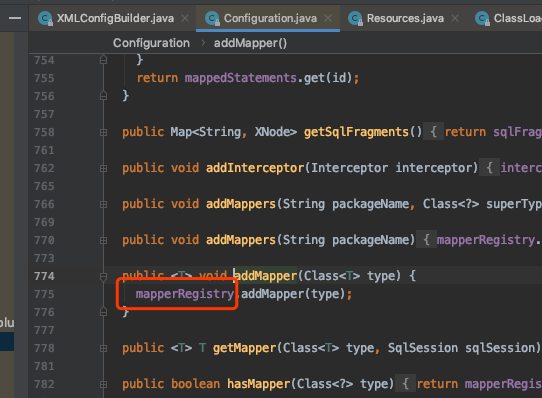 XMLConfigBuilder.java Configuration.java Resources.java ClassLoa
Configuration addMapper()
754 }
755 return mappedStatements.get(id);
756 }
757
758 public Map<String, XNode> getSqlFragments() { return sqlFrag
761
762 public void addInterceptor(Interceptor interceptor) { interc
765
766 public void addMappers(String packageName, Class<?> superTyp
769
770 public void addMappers(String packageName) { mapperRegistry.
773
774 public <T> void addMapper(Class<T> type) {
775 mapperRegistry.addMapper(type);
776 }
777
778 public <T> T getMapper(Class<T> type, SqlSession sqlSession)
781
782 public boolean hasMapper(Class<?> type) { return mapperRegis
plu